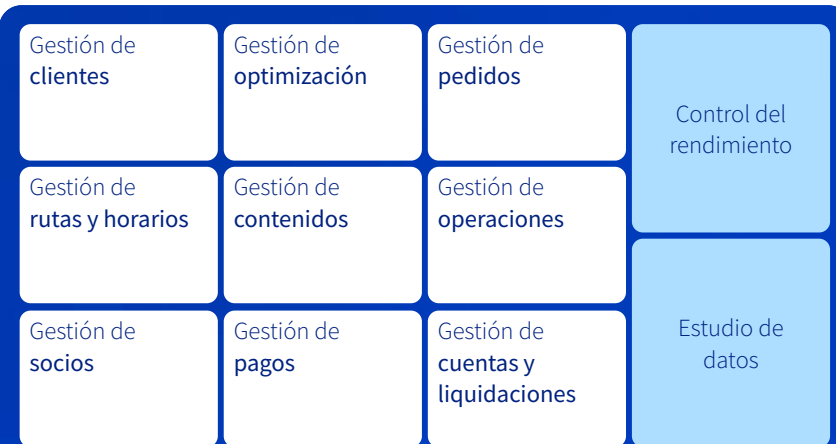 Gestión de
clientes
Gestión de
optimización
Gestión de
pedidos
Control del
rendimiento
Gestión de
rutas y horarios
Gestión de
contenidos
Gestión de
operaciones
Estudio de
datos
Gestión de
socios
Gestión de
pagos
Gestión de
cuentas y
liquidaciones